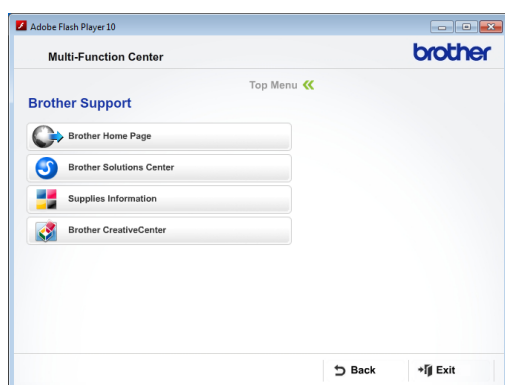 Adobe Flash Player 10
Multi-Function Center
brother
Top Menu
Brother Support
Brother Home Page
Brother Solutions Center
Supplies Information
Brother CreativeCenter
Back
Exit